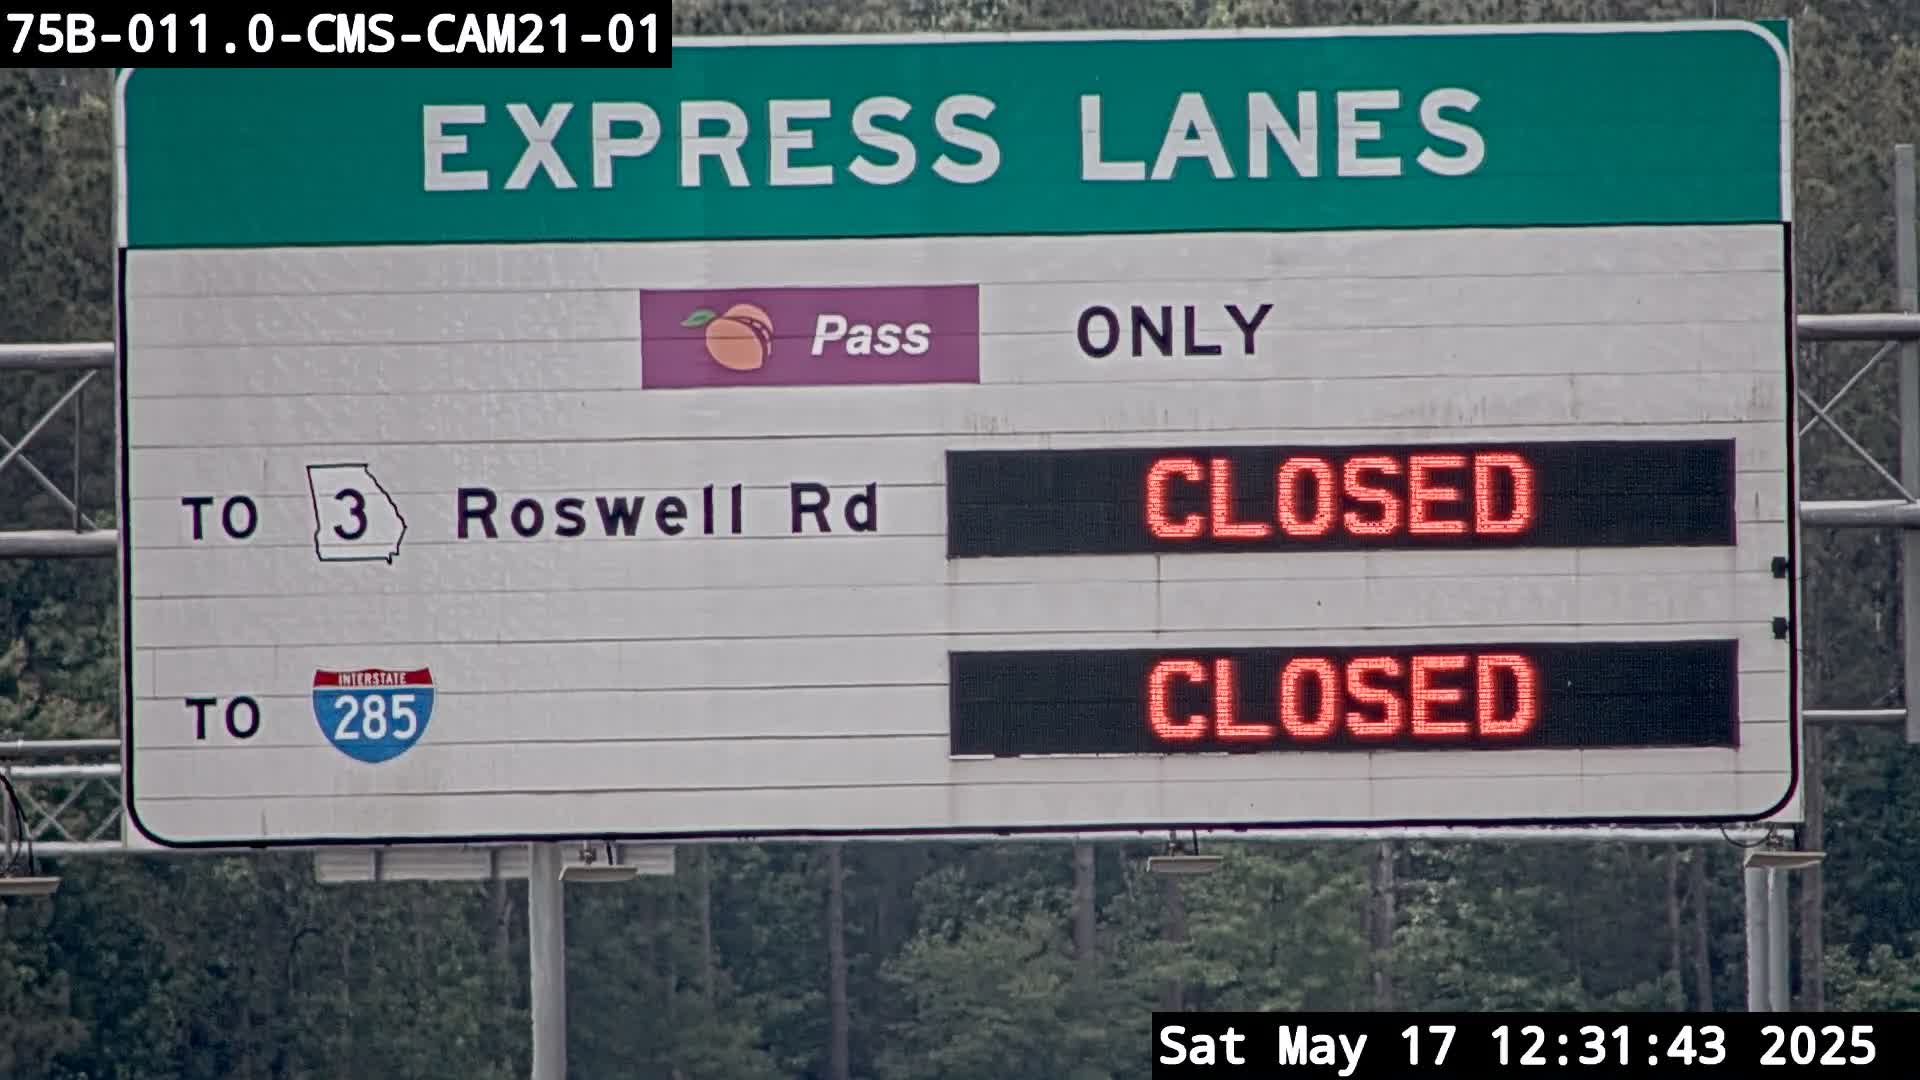 75B-011.0-CMS-CAM21-01
EXPRESS LANES
Pass ONLY
TO 3 Roswell Rd CLOSED
TO INTERSTATE 285 CLOSED
Sat May 17 12:31:43 2025